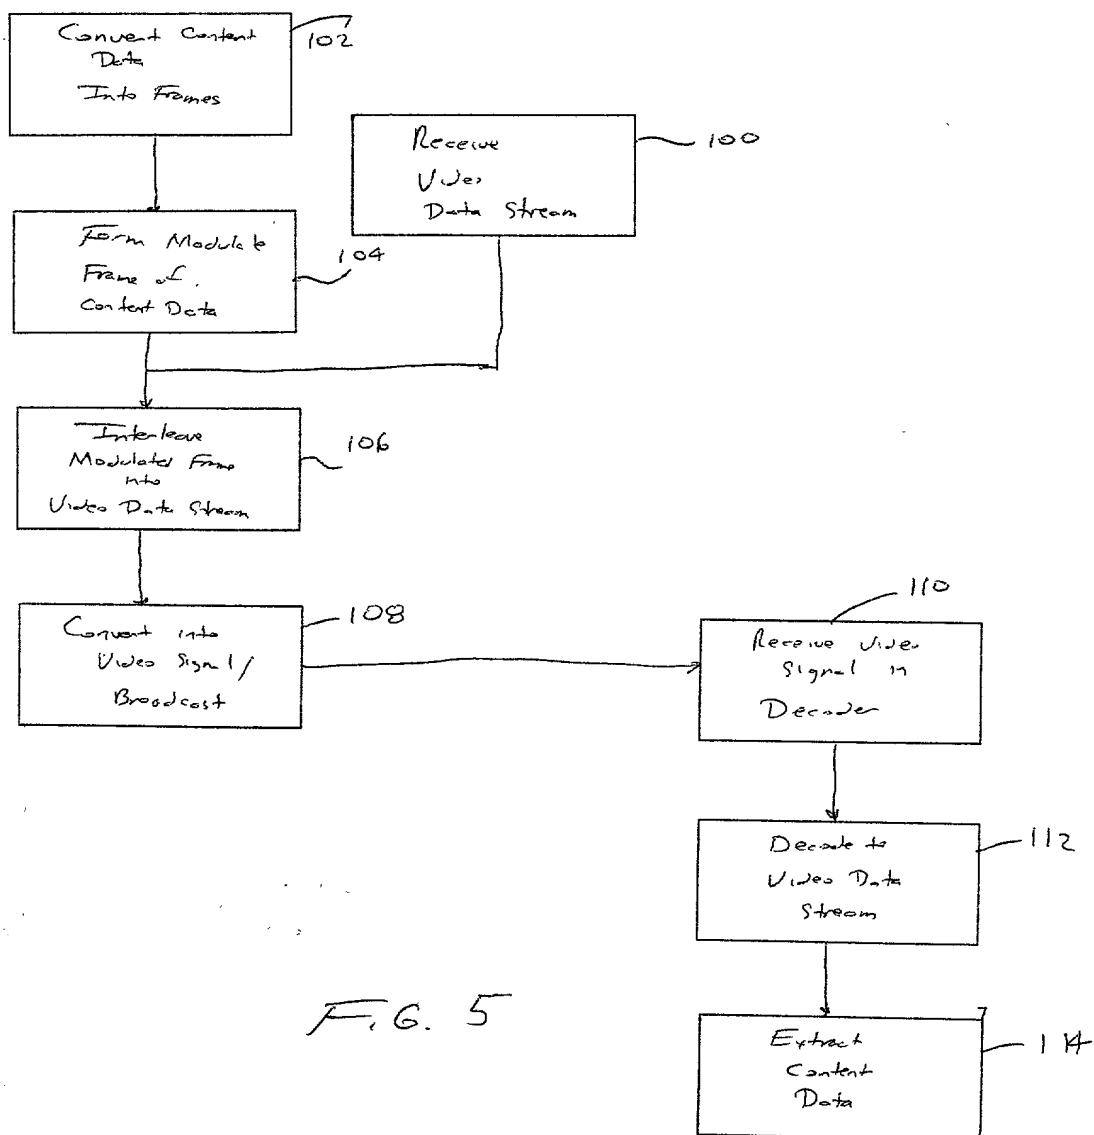 Convert Content
Data
Into Frames
102
Receive
Video
Data Stream
100
Form Modulate
Frame of
Content Data
104
Interleave
Modulated Frame
into
Video Data Stream
106
Convert into
Video Signal/
Broadcast
108
Receive Video
Signal in
Decoder
110
Decode to
Video Data
Stream
112
Extract
Content
Data
114
FIG. 5